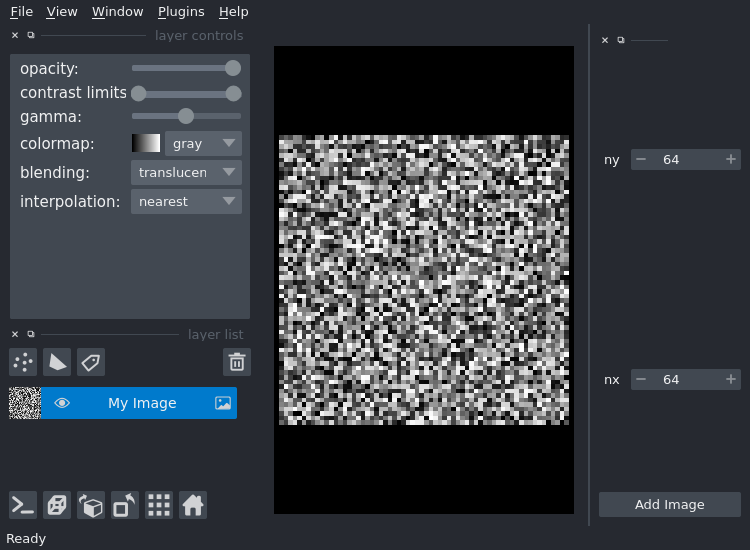 File View Window Plugins Help
layer controls
opacity:
contrast limits
gamma:
colormap: gray
blending: translucen
interpolation: nearest
layer list
My Image
ny 64
nx 64
Add Image
Ready